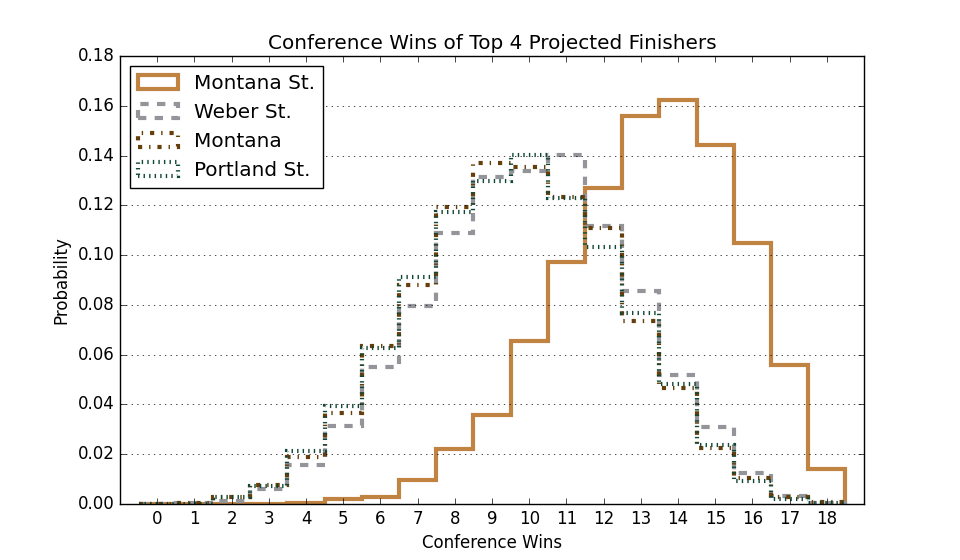 Conference Wins of Top 4 Projected Finishers
0.18
0.16
0.14
0.12
0.10
0.08
0.06
0.04
0.02
0.00
Probability
Montana St.
Weber St.
Montana
Portland St.
0 1 2 3 4 5 6 7 8 9 10 11 12 13 14 15 16 17 18
Conference Wins